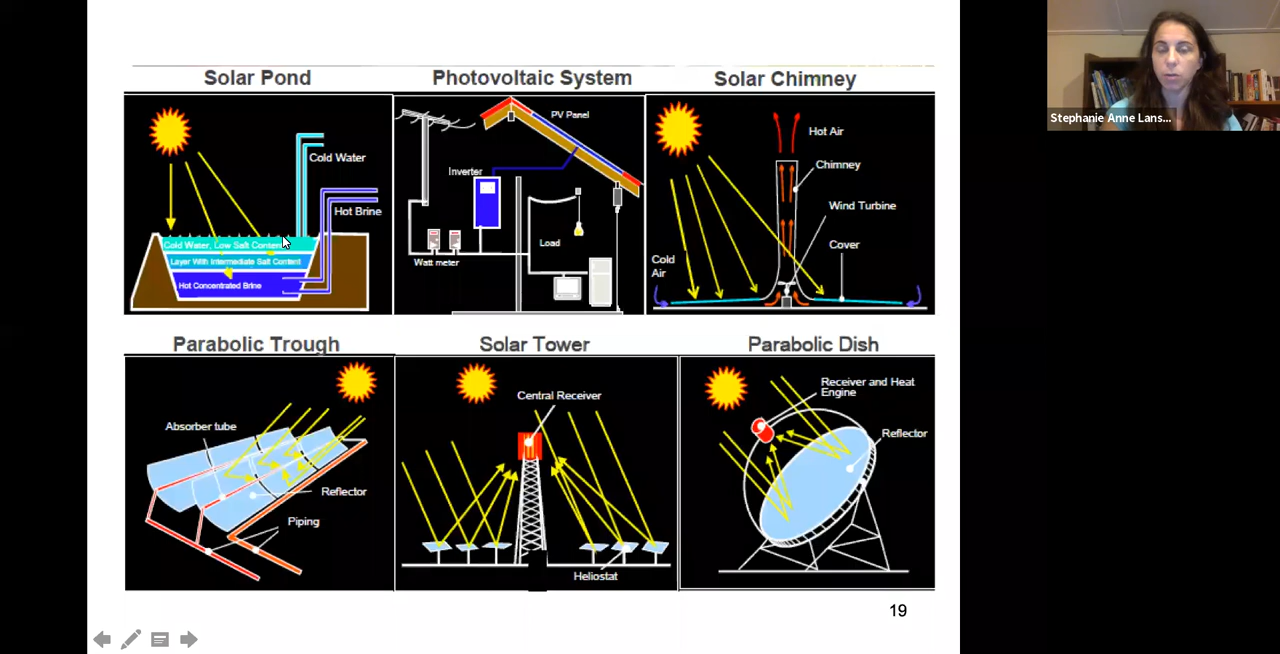 Stephanie Anne Lans...
Solar Pond
Photovoltaic System
Solar Chimney
Cold Water
Hot Brine
Cold Water, Low Salt Content
Layer With Intermediate Salt Content
Hot Concentrated Brine
PV Panel
Inverter
Load
Watt meter
Hot Air
Chimney
Wind Turbine
Cover
Cold
Air
Parabolic Trough
Solar Tower
Parabolic Dish
Absorber tube
Reflector
Piping
Central Receiver
Heliostat
Receiver and Heat
Engine
Reflector
19